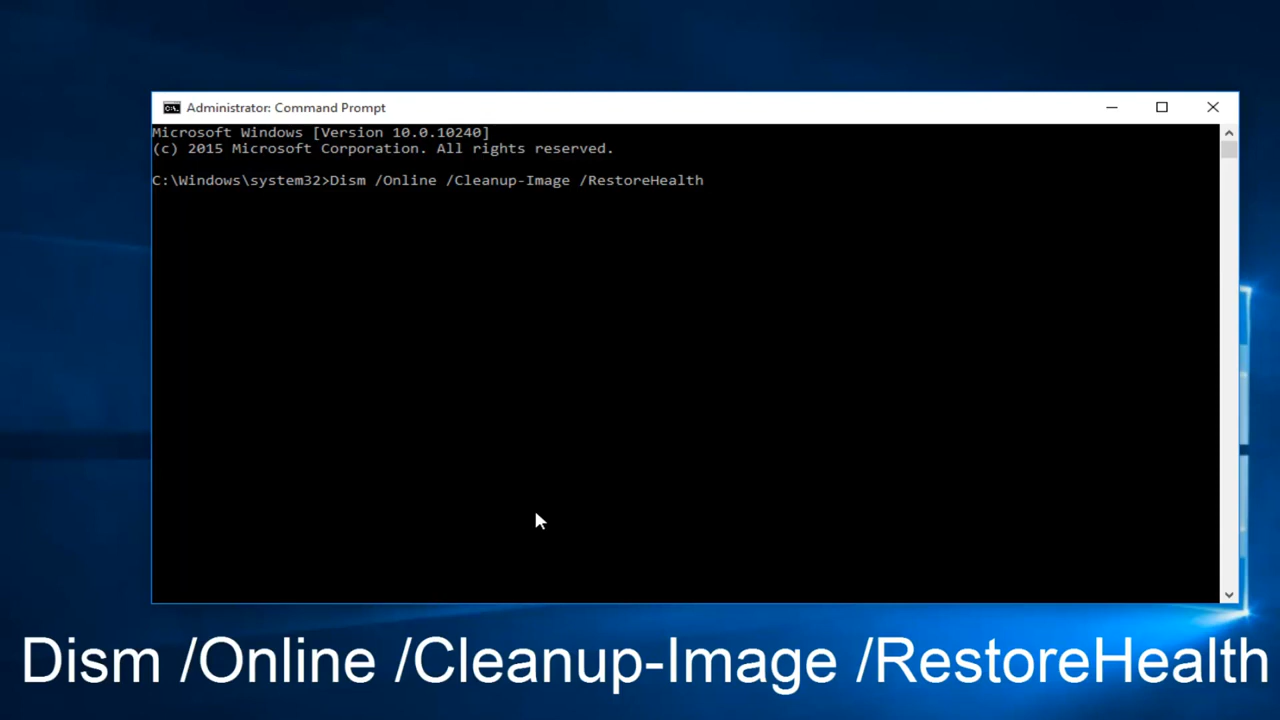 Administrator: Command Prompt
Microsoft Windows [Version 10.0.10240]
(c) 2015 Microsoft Corporation. All rights reserved.
C:\Windows\system32>Dism /Online /Cleanup-Image /RestoreHealth
Dism /Online /Cleanup-Image /RestoreHealth